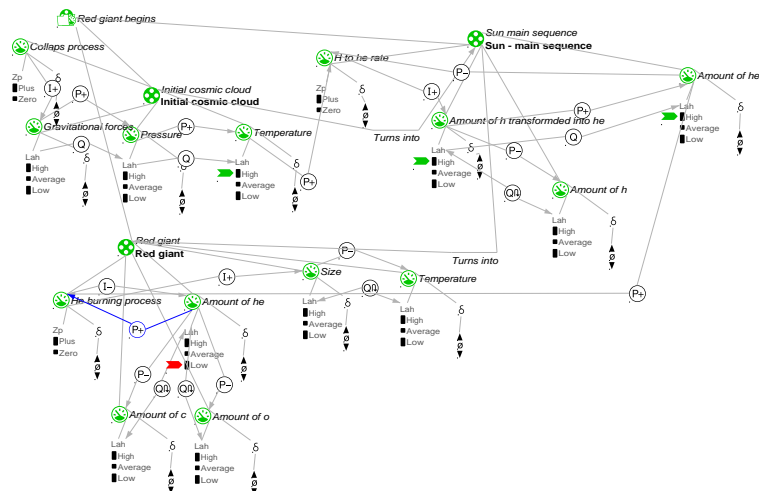 Red giant begins
Sun main sequence
Sun - main sequence
Collaps process
H to he rate
Zp
Plus
Zero
δ
ø
I+
P+
Initial cosmic cloud
Initial cosmic cloud
Zp
Plus
Zero
δ
ø
I+
P-
Amount of he
Lah
High
Average
Low
δ
ø
Gravitational forces
Pressure
P+
Temperature
Turns into
Amount of h transformded into he
P+
Q
Lah
High
Average
Low
δ
ø
Q
Lah
High
Average
Low
δ
ø
Q
Lah
High
Average
Low
δ
ø
P+
Lah
High
Average
Low
δ
ø
P-
Amount of h
Lah
High
Average
Low
δ
ø
Red giant
Red giant
Turns into
P-
Size
Temperature
I-
I+
P+
He burning process
Amount of he
Zp
Plus
Zero
δ
ø
P+
Lah
High
Average
Low
δ
ø
Lah
High
Average
Low
δ
ø
Lah
High
Average
Low
δ
ø
P-
P-
Amount of c
Amount of o
Lah
High
Average
Low
δ
ø
Lah
High
Average
Low
δ
ø